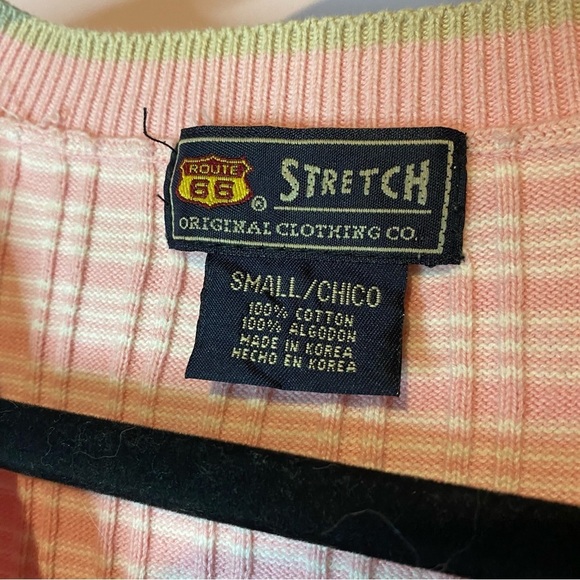 ROUTE
66 ® STRETCH
ORIGINAL CLOTHING CO.
SMALL/CHICO
100% COTTON
100% ALGODON
MADE IN KOREA
HECHO EN KOREA